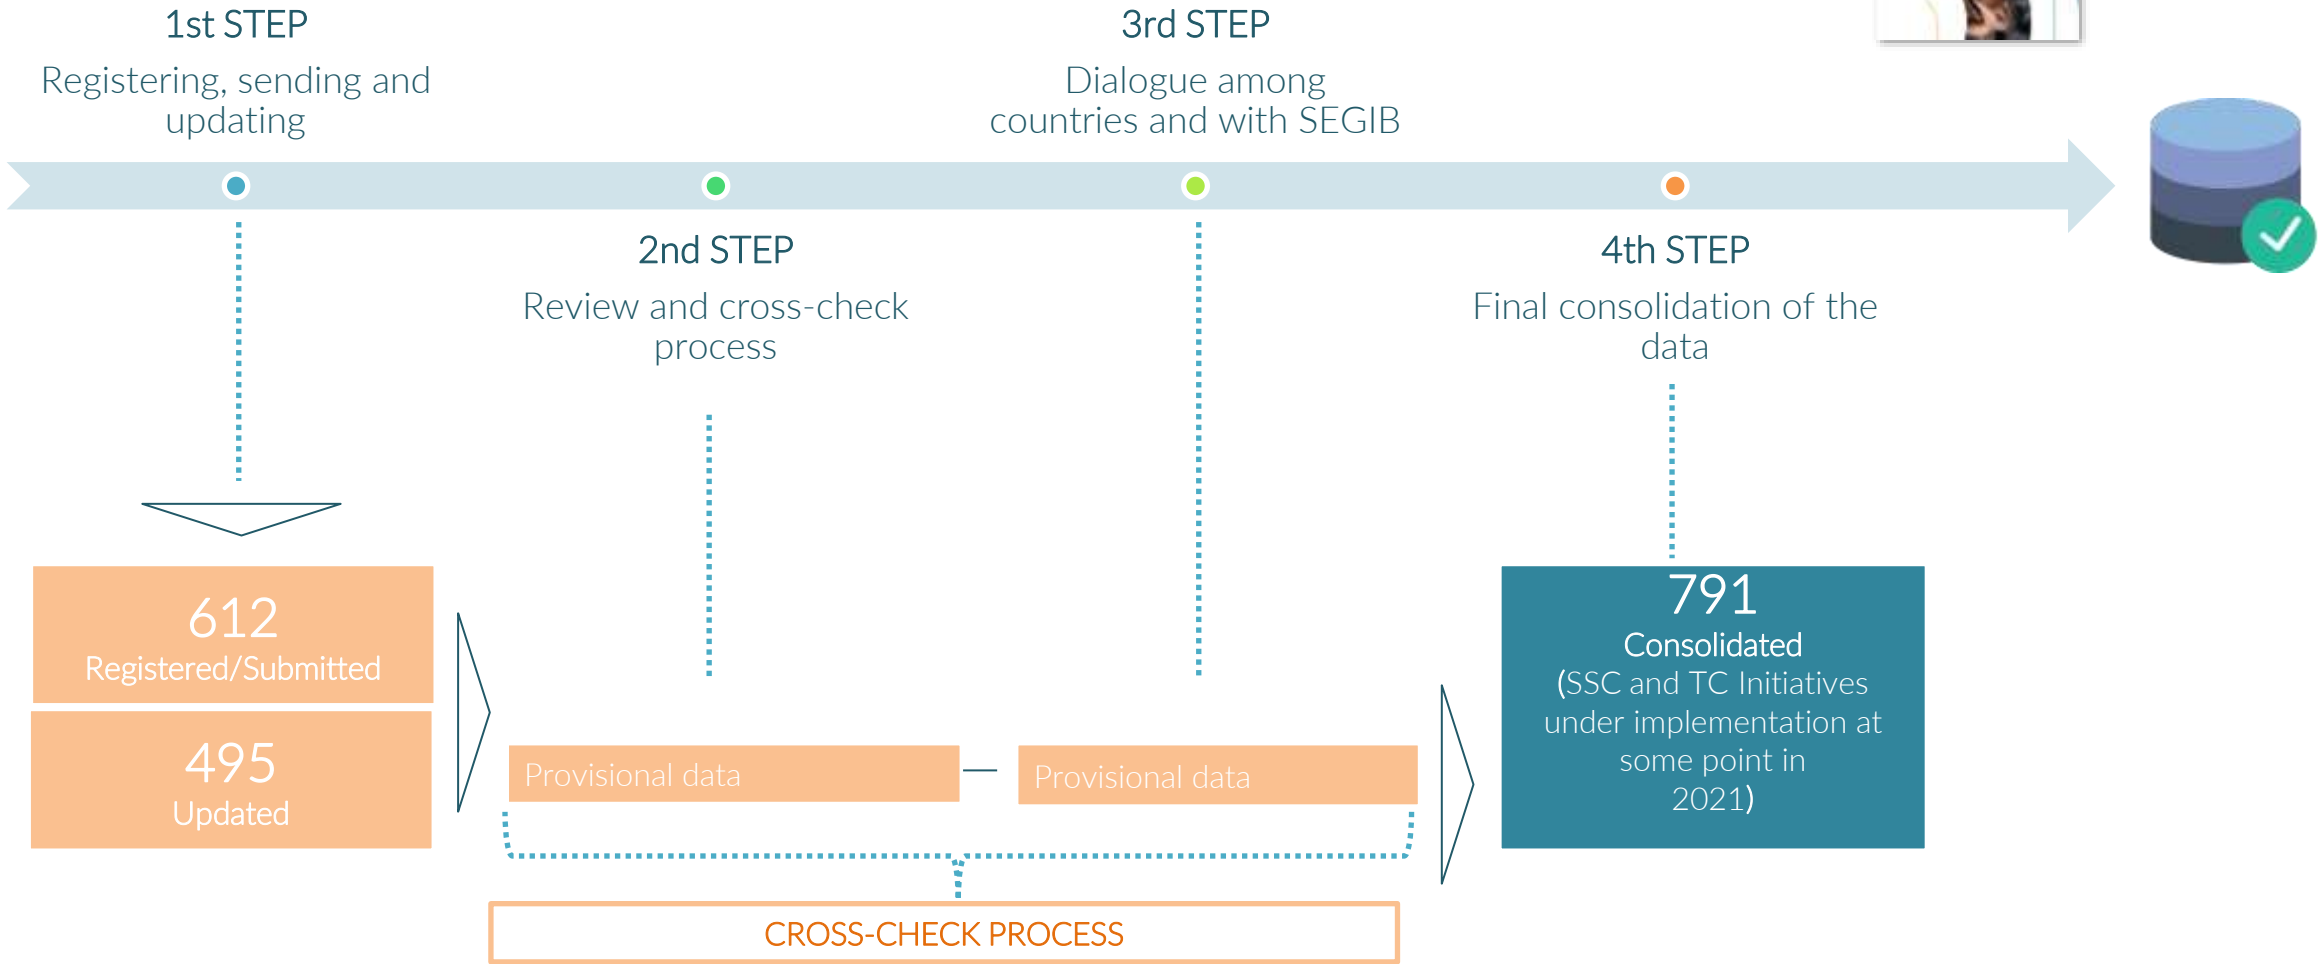 1st STEP
Registering, sending and
updating
3rd STEP
Dialogue among
countries and with SEGIB
2nd STEP
Review and cross-check
process
4th STEP
Final consolidation of the
data
612
Registered/Submitted
495
Updated
Provisional data
Provisional data
791
Consolidated
(SSC and TC Initiatives
under implementation at
some point in
2021)
CROSS-CHECK PROCESS